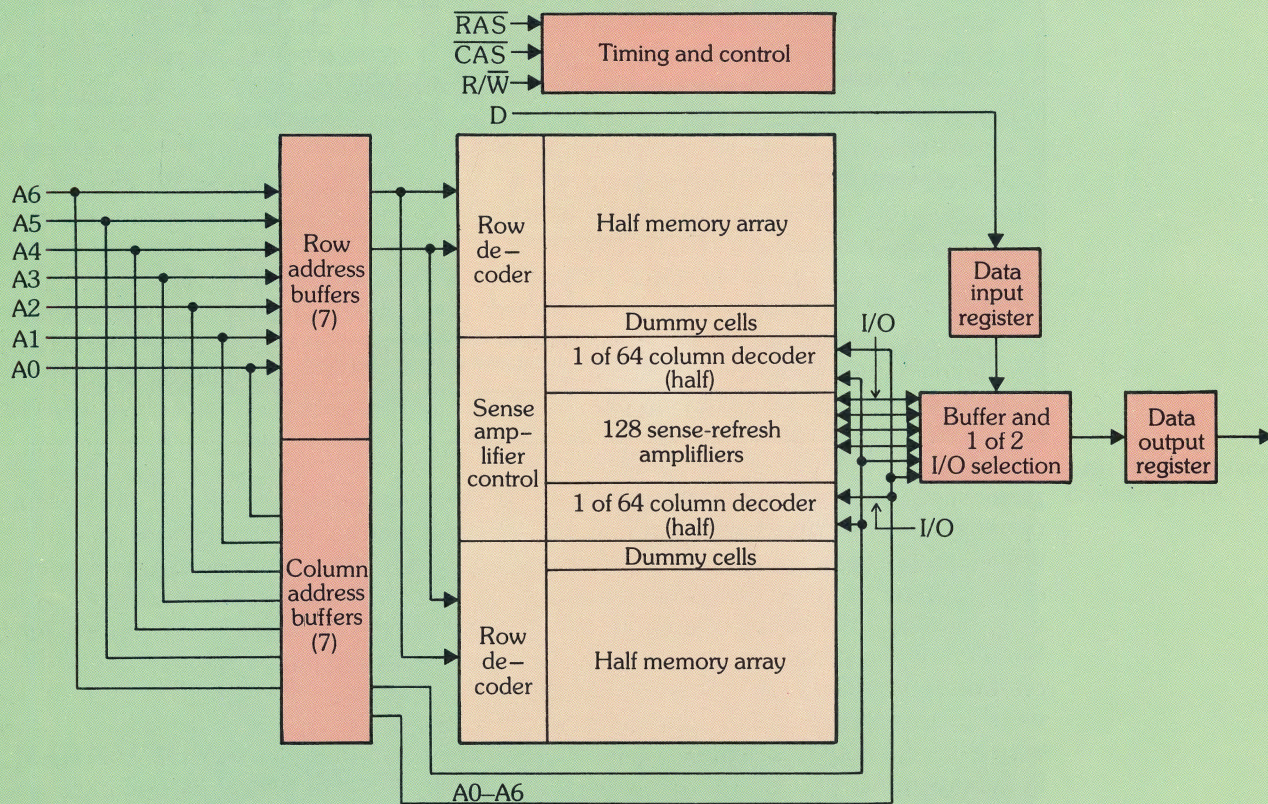 RAS
CAS
R/W
Timing and control
D
A6
A5
A4
A3
A2
A1
A0
Row
address
buffers
(7)
Column
address
buffers
(7)
Row
de–
coder
Half memory array
Dummy cells
Sense
amp–
lifier
control
1 of 64 column decoder
(half)
128 sense-refresh
amplifliers
1 of 64 column decoder
(half)
Dummy cells
Row
de–
coder
Half memory array
I/O
I/O
Data
input
register
Buffer and
1 of 2
I/O selection
Data
output
register
A0–A6